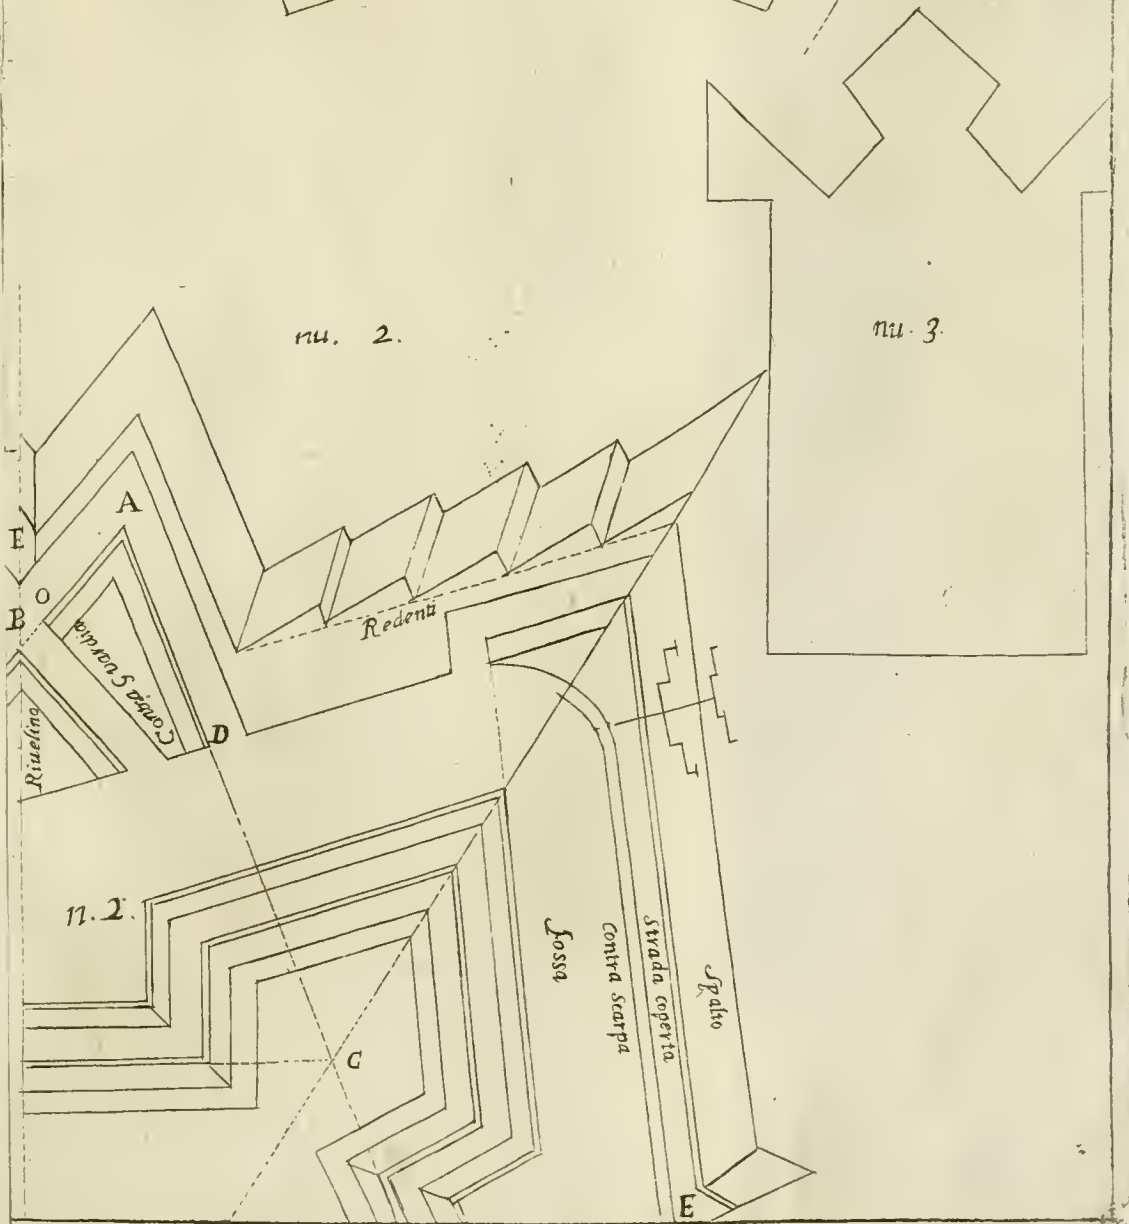 nu. 2.
nu. 3.
A
E
O
B
Redenti
Contra Guardia
D
Riuelino
n. 2.
C
fossa
Contra Scarpa
Strada coperta
Spalto
E